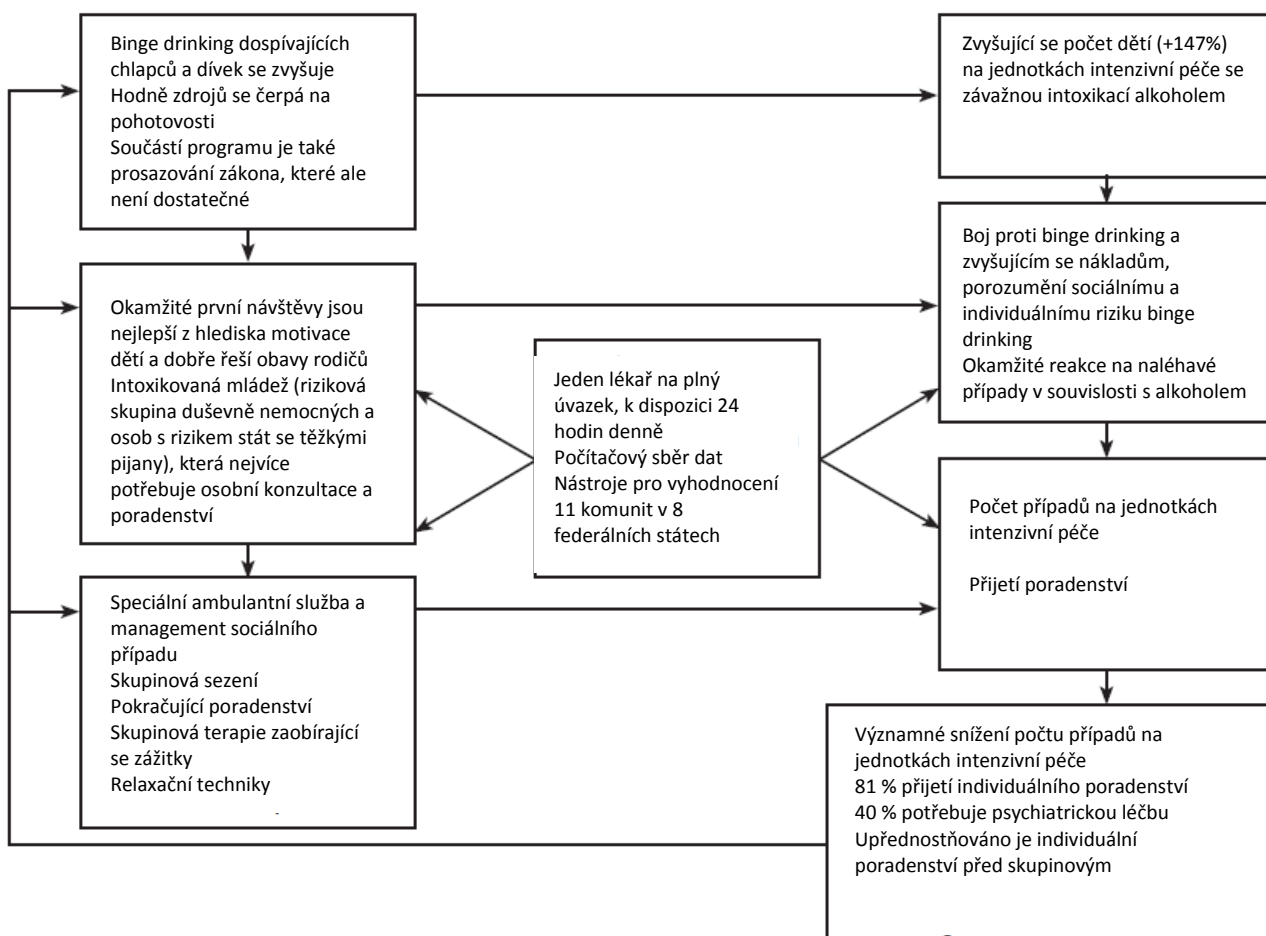 Binge drinking dospívajících
chlapců a dívek se zvyšuje
Hodně zdrojů se čerpá na
pohotovosti
Součástí programu je také
prosazování zákona, které ale
není dostatečné
Zvyšující se počet dětí (+147%)
na jednotkách intenzivní péče se
závažnou intoxikací alkoholem
Okamžité první návštěvy jsou
nejlepší z hlediska motivace
dětí a dobře řeší obavy rodičů
Intoxikovaná mládež (riziková
skupina duševně nemocných a
osob s rizikem stát se těžkými
pijany), která nejvíce
potřebuje osobní konzultace a
poradenství
Jeden lékař na plný
úvazek, k dispozici 24
hodin denně
Počítačový sběr dat
Nástroje pro vyhodnocení
11 komunit v 8
federálních státech
Boj proti binge drinking a
zvyšujícím se nákladům,
porozumění sociálnímu a
individuálnímu riziku binge
drinking
Okamžité reakce na naléhavé
případy v souvislosti s alkoholem
Počet případů na jednotkách
intenzivní péče
Přijetí poradenství
Speciální ambulantní služba a
management sociálního
případu
Skupinová sezení
Pokračující poradenství
Skupinová terapie zaobírající
se zážitky
Relaxační techniky
Významné snížení počtu případů na
jednotkách intenzivní péče
81 % přijetí individuálního poradenství
40 % potřebuje psychiatrickou léčbu
Upřednostňováno je individuální
poradenství před skupinovým